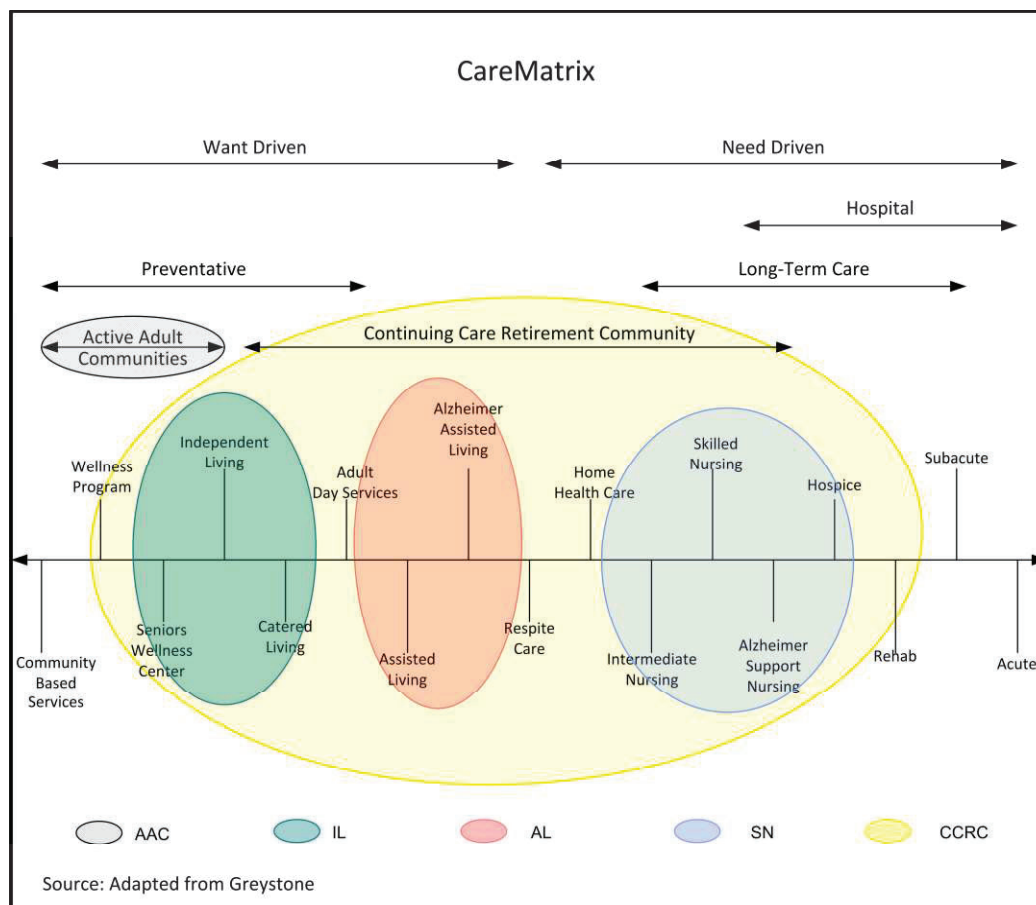 CareMatrix
Want Driven
Need Driven
Hospital
Preventative
Long-Term Care
Active Adult
Communities
Continuing Care Retirement Community
Wellness
Program
Independent
Living
Adult
Day Services
Alzheimer
Assisted
Living
Home
Health Care
Skilled
Nursing
Hospice
Subacute
Community
Based
Services
Seniors
Wellness
Center
Catered
Living
Assisted
Living
Respite
Care
Intermediate
Nursing
Alzheimer
Support
Nursing
Rehab
Acute
AAC
IL
AL
SN
CCRC
Source: Adapted from Greystone